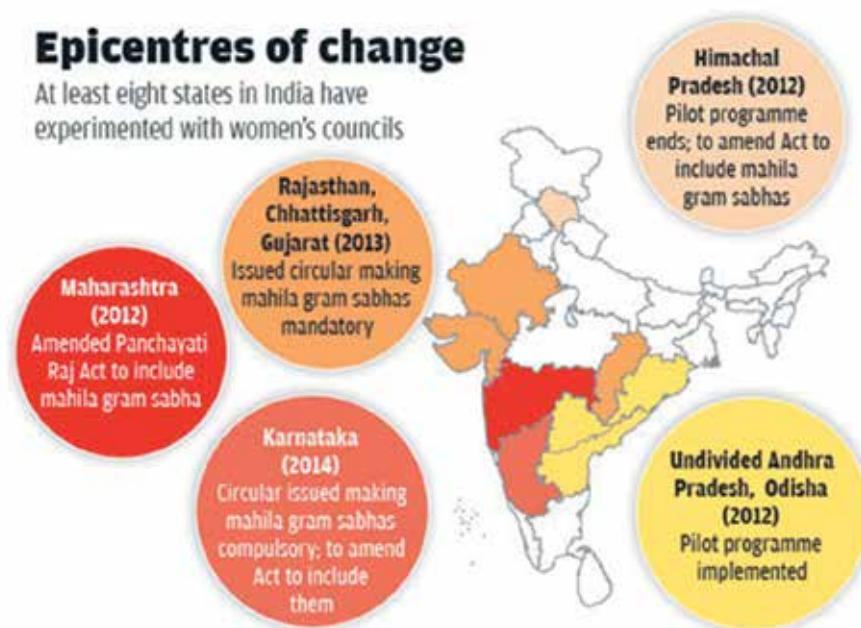 Epicentres of change
At least eight states in India have
experimented with women's councils
Himachal
Pradesh (2012)
Pilot programme
ends; to amend Act to
include mahila
gram sabhas
Rajasthan,
Chhattisgarh,
Gujarat (2013)
Issued circular making
mahila gram sabhas
mandatory
Maharashtra
(2012)
Amended Panchayati
Raj Act to include
mahila gram sabha
Karnataka
(2014)
Circular issued making
mahila gram sabhas
compulsory; to amend
Act to include
them
Undivided Andhra
Pradesh, Odisha
(2012)
Pilot programme
implemented